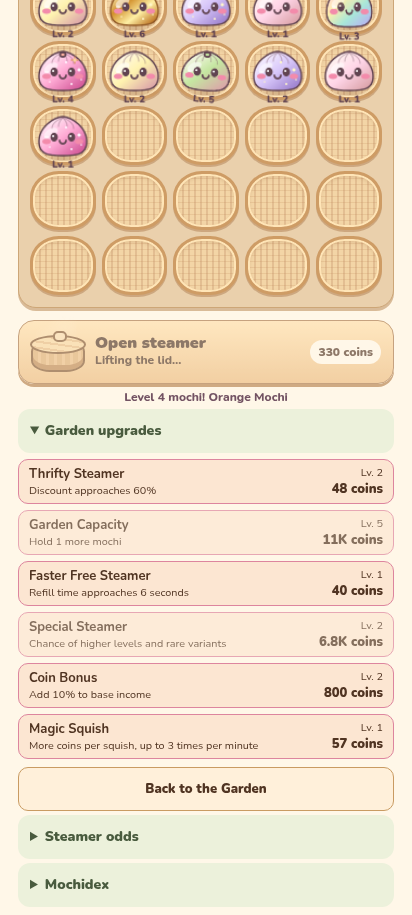 Lv. 2 Lv. 6 Lv. 1 Lv. 1 Lv. 3
Lv. 4 Lv. 2 Lv. 5 Lv. 2 Lv. 1
Lv. 1
Open steamer
Lifting the lid...
330 coins
Level 4 mochi! Orange Mochi
▼ Garden upgrades
Thrifty Steamer Lv. 2
Discount approaches 60% 48 coins
Garden Capacity Lv. 5
Hold 1 more mochi 11K coins
Faster Free Steamer Lv. 1
Refill time approaches 6 seconds 40 coins
Special Steamer Lv. 2
Chance of higher levels and rare variants 6.8K coins
Coin Bonus Lv. 2
Add 10% to base income 800 coins
Magic Squish Lv. 1
More coins per squish, up to 3 times per minute 57 coins
Back to the Garden
▶ Steamer odds
▶ Mochidex